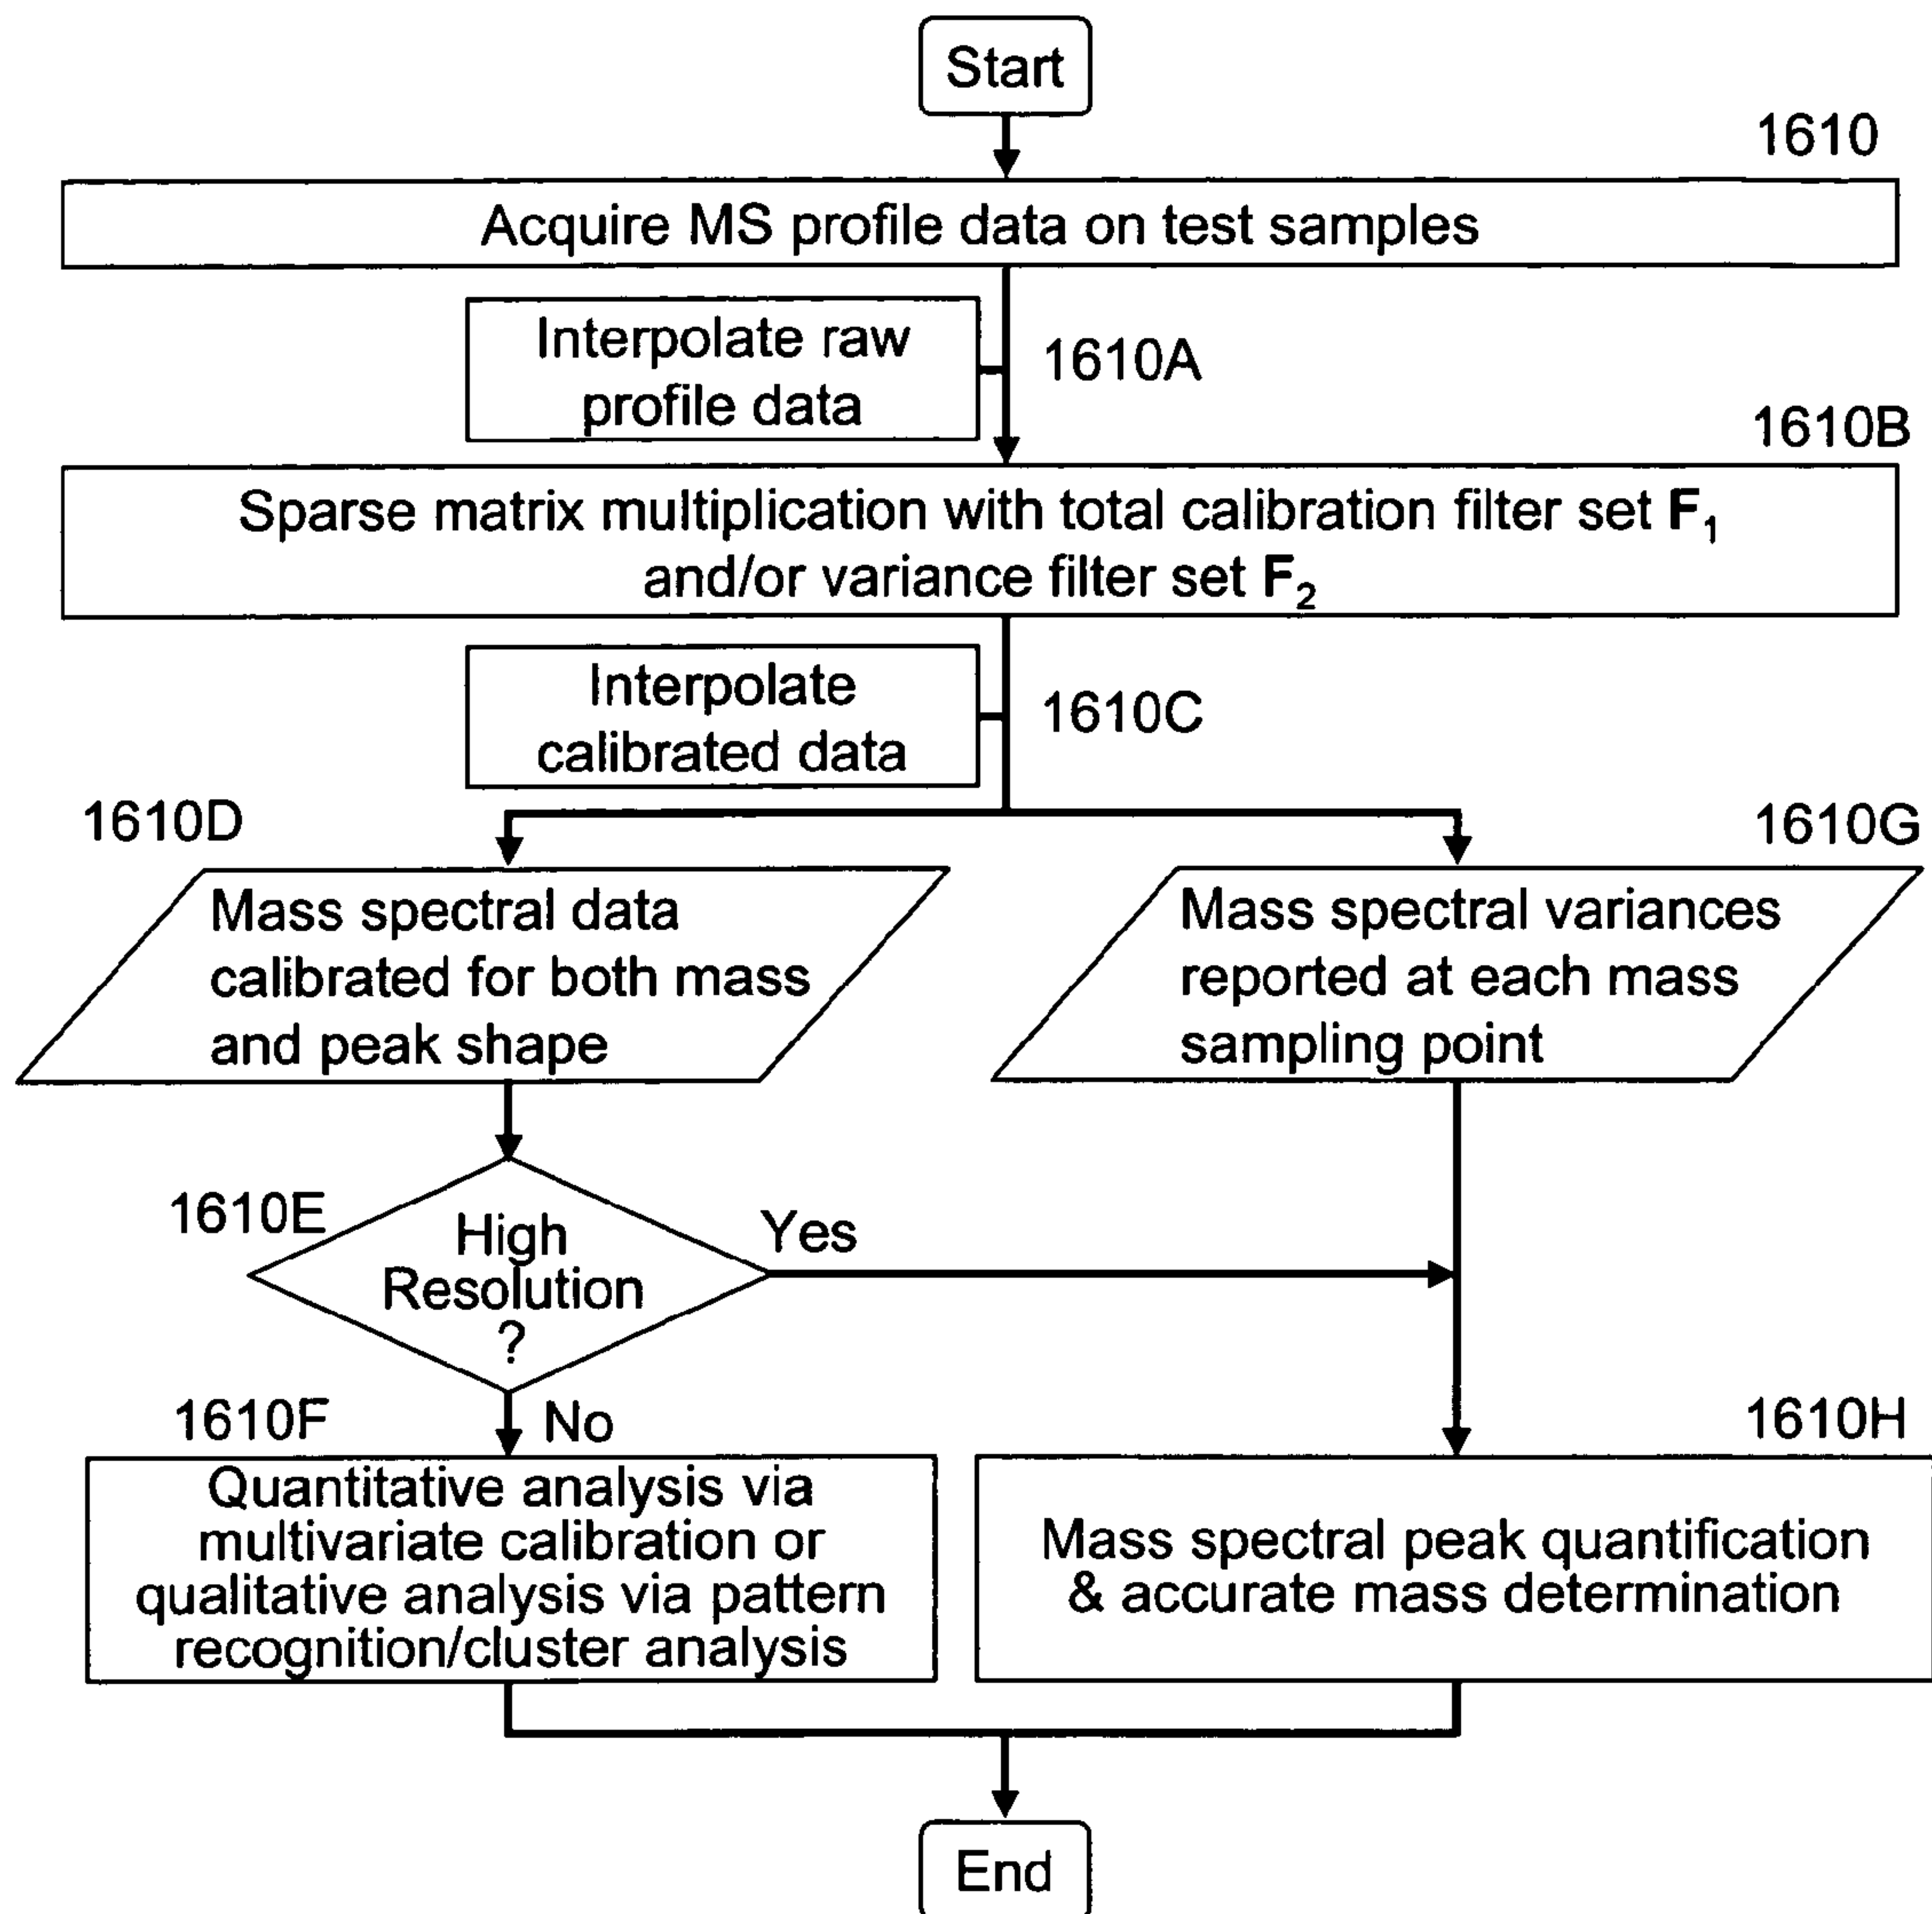 Start
1610
Acquire MS profile data on test samples
Interpolate raw
profile data
1610A
1610B
Sparse matrix multiplication with total calibration filter set F₁
and/or variance filter set F₂
Interpolate
calibrated data
1610C
1610D
Mass spectral data
calibrated for both mass
and peak shape
1610G
Mass spectral variances
reported at each mass
sampling point
1610E
High
Resolution
?
Yes
No
1610F
Quantitative analysis via
multivariate calibration or
qualitative analysis via pattern
recognition/cluster analysis
1610H
Mass spectral peak quantification
& accurate mass determination
End